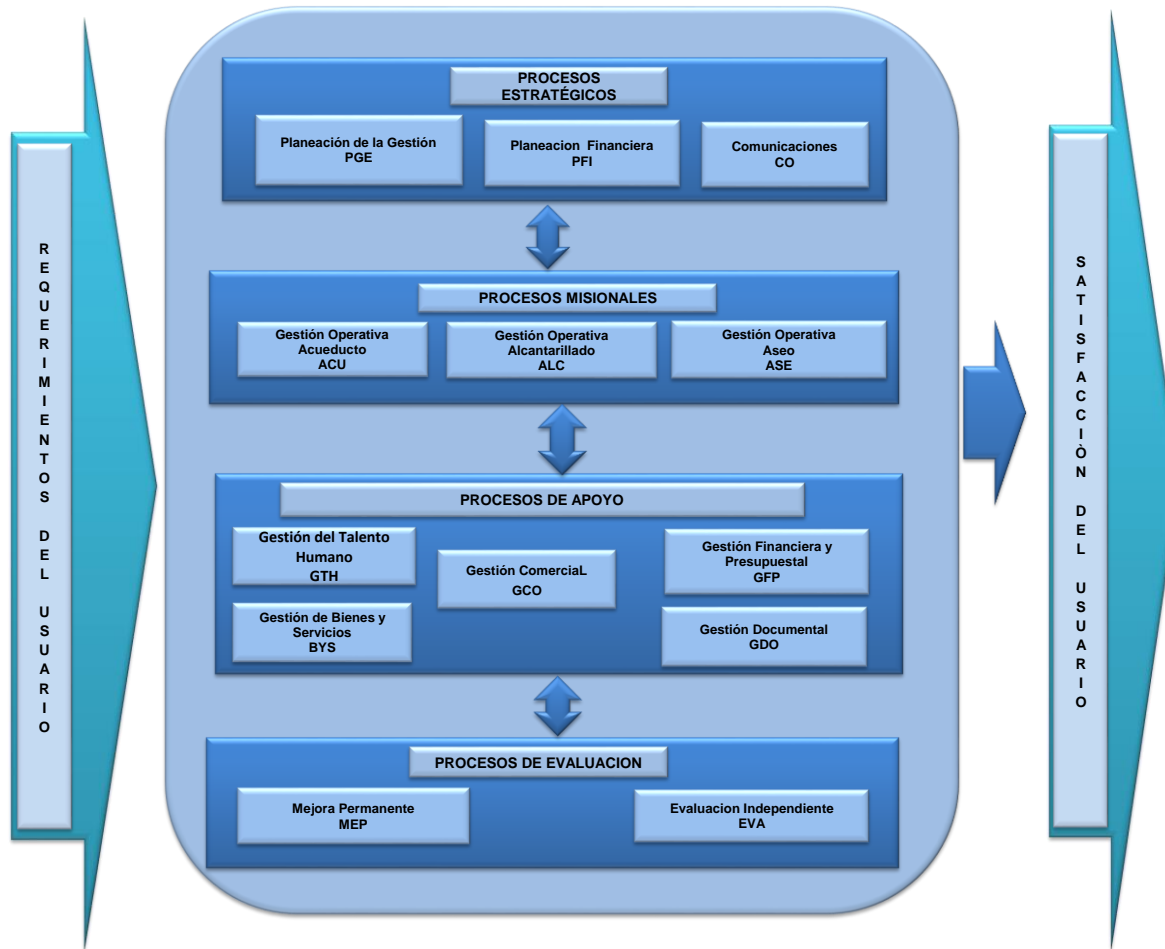 REQUERIMIENTOS DEL USUARIO
PROCESOS
ESTRATÉGICOS
Planeación de la Gestión
PGE
Planeacion Financiera
PFI
Comunicaciones
CO
PROCESOS MISIONALES
Gestión Operativa
Acueducto
ACU
Gestión Operativa
Alcantarillado
ALC
Gestión Operativa
Aseo
ASE
PROCESOS DE APOYO
Gestión del Talento
Humano
GTH
Gestión ComerciaL
GCO
Gestión Financiera y
Presupuestal
GFP
Gestión de Bienes y
Servicios
BYS
Gestión Documental
GDO
PROCESOS DE EVALUACION
Mejora Permanente
MEP
Evaluacion Independiente
EVA
SATISFACCIÒN DEL USUARIO